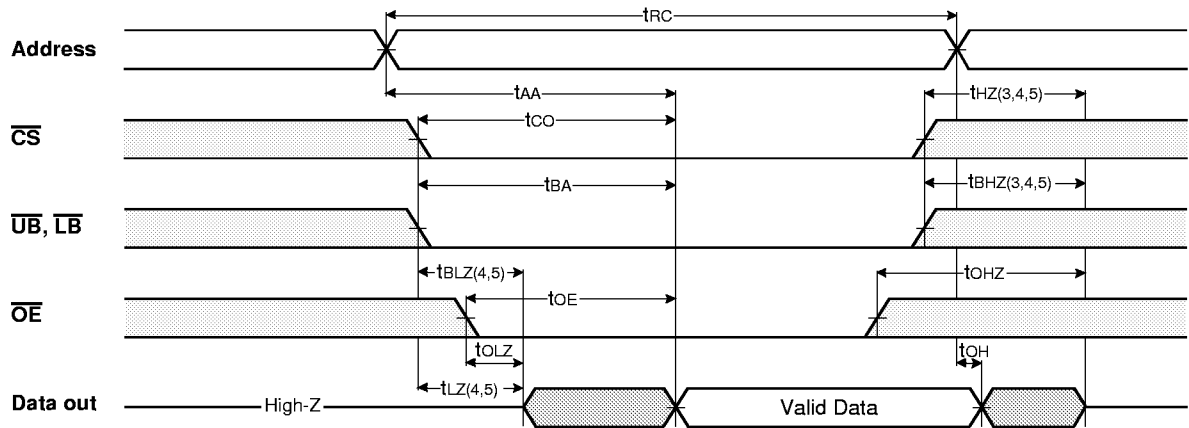 tRC
Address
tAA
tHZ(3,4,5)
CS
tCO
tBA
tBHZ(3,4,5)
UB, LB
tBLZ(4,5)
tOHZ
tOE
OE
tOLZ
tOH
tLZ(4,5)
Data out
High-Z
Valid Data